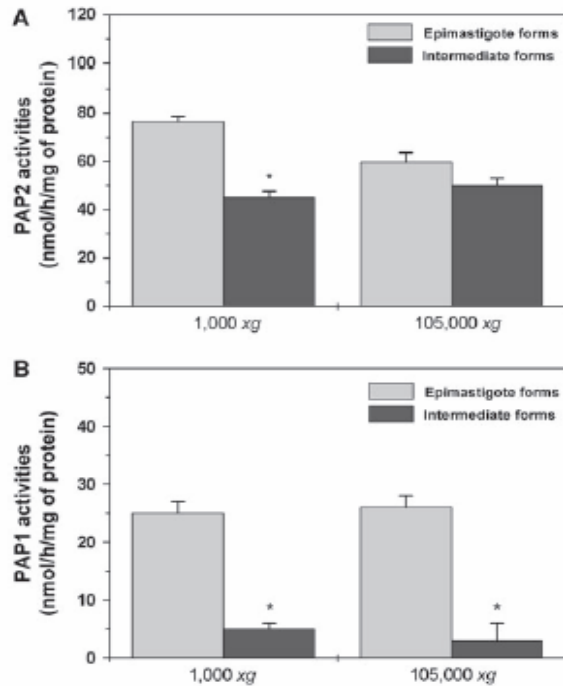 A
PAP2 activities
(nmol/h/mg of protein)
120
100
80
60
40
20
0
Epimastigote forms
Intermediate forms
*
1,000 xg
105,000 xg
B
PAP1 activities
(nmol/h/mg of protein)
50
40
30
20
10
0
Epimastigote forms
Intermediate forms
*
*
1,000 xg
105,000 xg